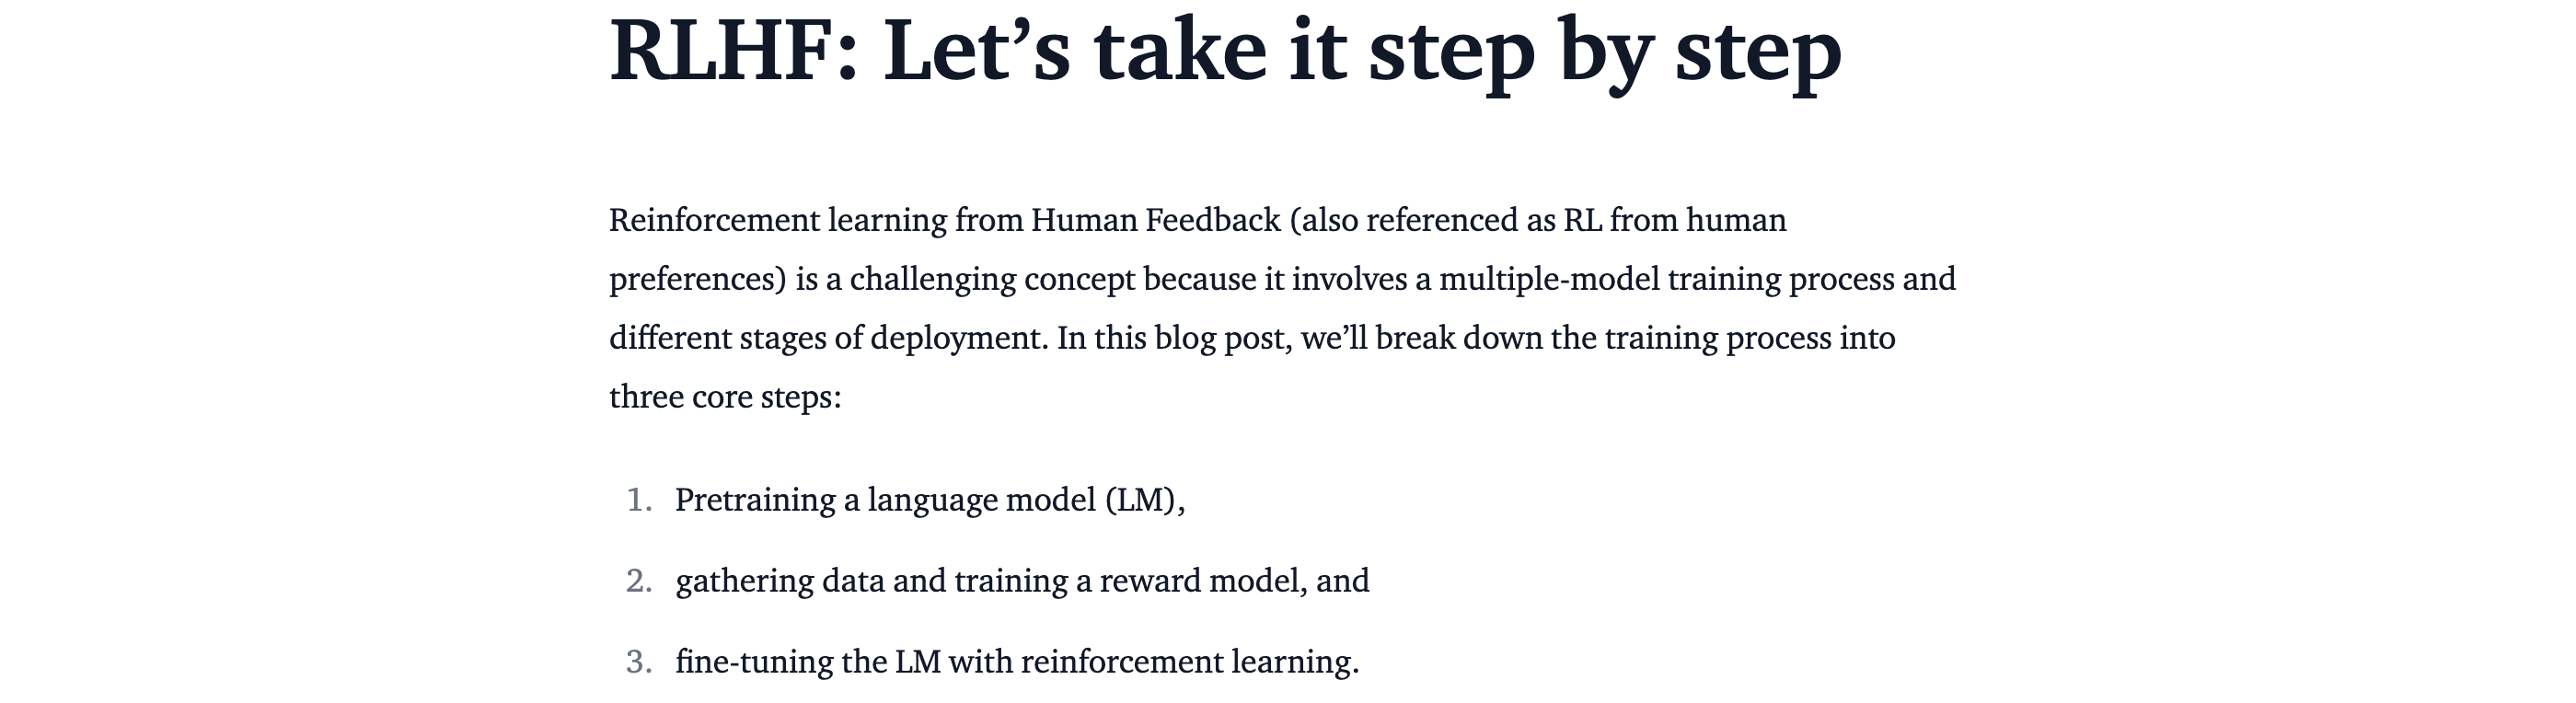 RLHF: Let’s take it step by step
Reinforcement learning from Human Feedback (also referenced as RL from human
preferences) is a challenging concept because it involves a multiple-model training process and
different stages of deployment. In this blog post, we’ll break down the training process into
three core steps:
1. Pretraining a language model (LM),
2. gathering data and training a reward model, and
3. fine-tuning the LM with reinforcement learning.